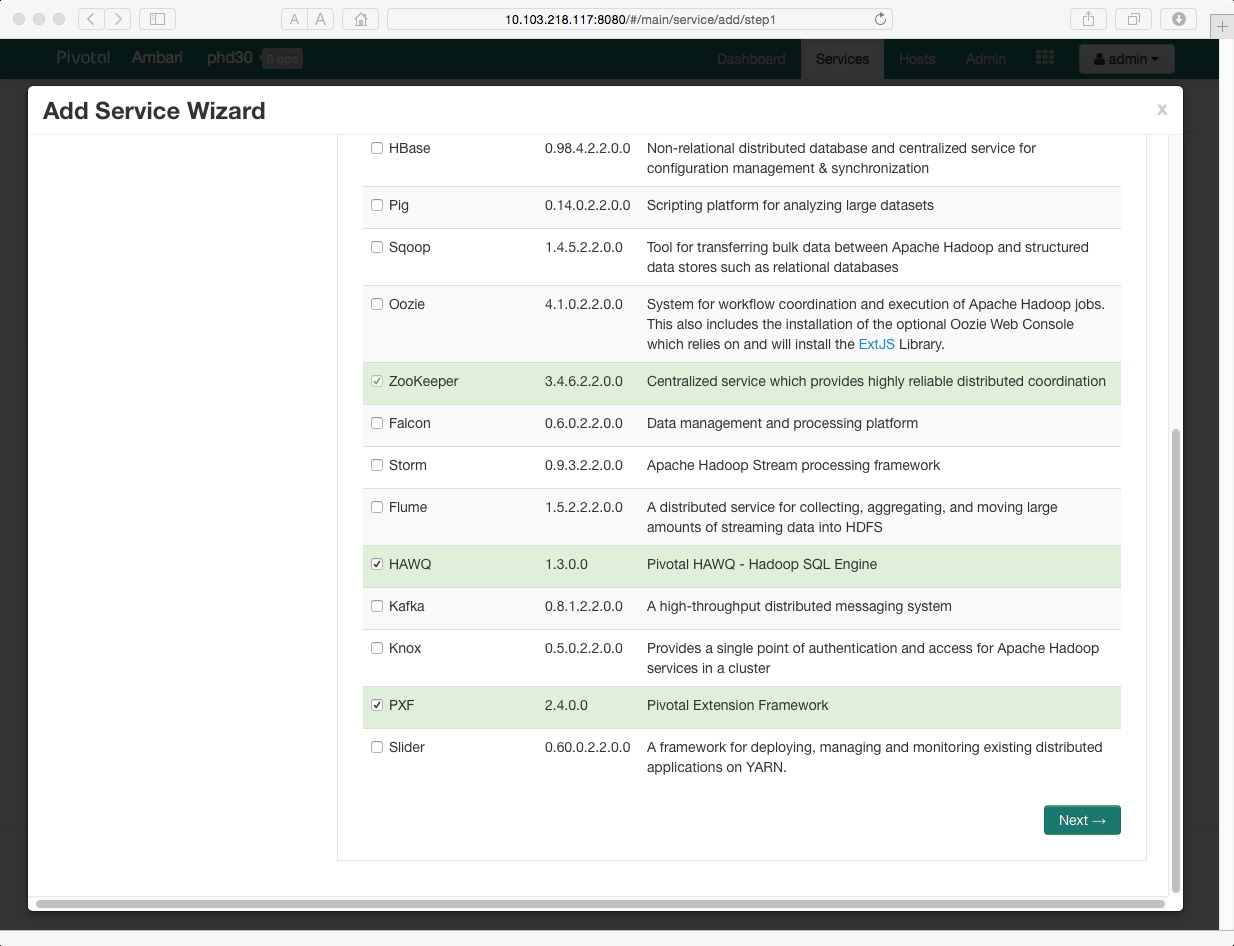 A A 10.103.218.117:8080/#/main/service/add/step1
Pivotal Ambari phd30 0 ops Dashboard Services Hosts Admin admin
Add Service Wizard x
HBase 0.98.4.2.2.0.0 Non-relational distributed database and centralized service for
configuration management & synchronization
Pig 0.14.0.2.2.0.0 Scripting platform for analyzing large datasets
Sqoop 1.4.5.2.2.0.0 Tool for transferring bulk data between Apache Hadoop and structured
data stores such as relational databases
Oozie 4.1.0.2.2.0.0 System for workflow coordination and execution of Apache Hadoop jobs.
This also includes the installation of the optional Oozie Web Console
which relies on and will install the ExtJS Library.
ZooKeeper 3.4.6.2.2.0.0 Centralized service which provides highly reliable distributed coordination
Falcon 0.6.0.2.2.0.0 Data management and processing platform
Storm 0.9.3.2.2.0.0 Apache Hadoop Stream processing framework
Flume 1.5.2.2.2.0.0 A distributed service for collecting, aggregating, and moving large
amounts of streaming data into HDFS
HAWQ 1.3.0.0 Pivotal HAWQ - Hadoop SQL Engine
Kafka 0.8.1.2.2.0.0 A high-throughput distributed messaging system
Knox 0.5.0.2.2.0.0 Provides a single point of authentication and access for Apache Hadoop
services in a cluster
PXF 2.4.0.0 Pivotal Extension Framework
Slider 0.60.0.2.2.0.0 A framework for deploying, managing and monitoring existing distributed
applications on YARN.
Next →